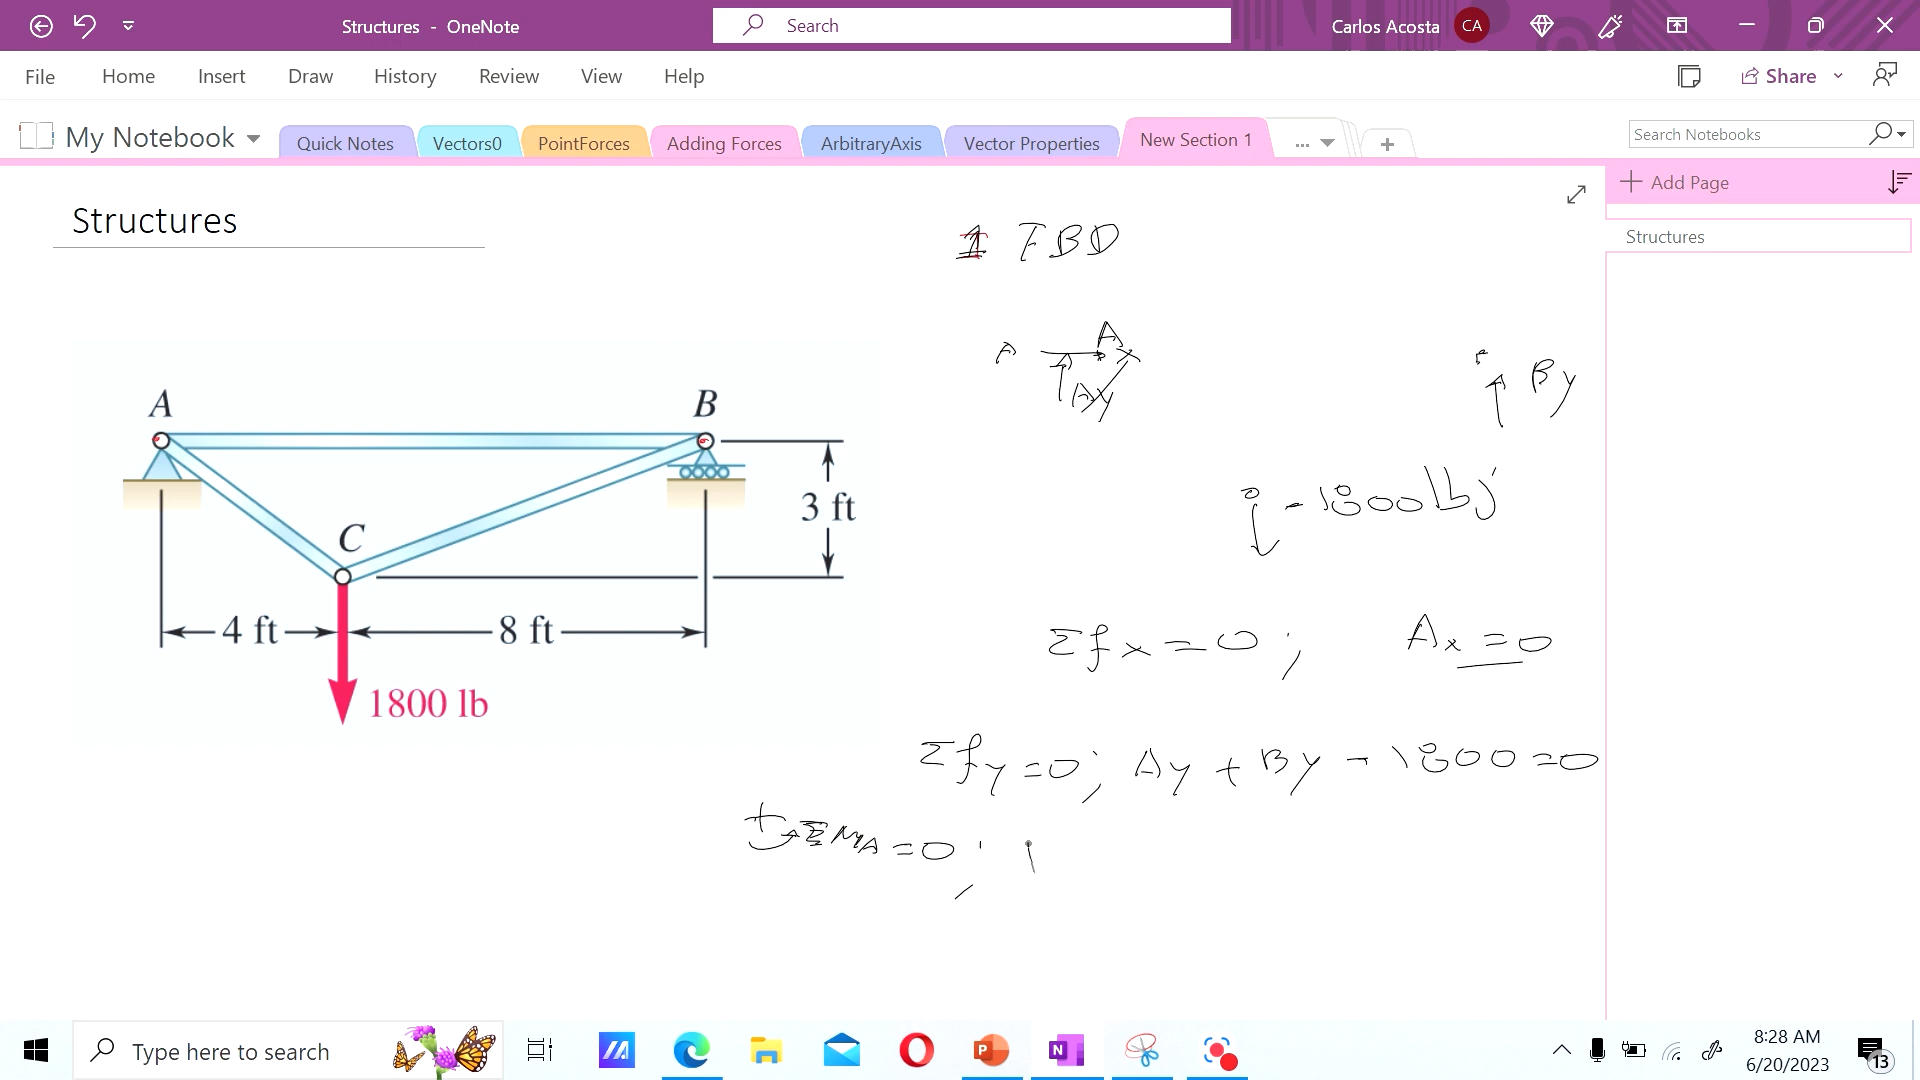 Structures - OneNote
Search
Carlos Acosta
CA
File Home Insert Draw History Review View Help
Share
My Notebook
Quick Notes
Vectors0
PointForces
Adding Forces
ArbitraryAxis
Vector Properties
New Section 1
...
Search Notebooks
Add Page
Structures
Structures
1 FBD
A
Ax
Ay
By
-1800lbj
A
B
C
3 ft
4 ft
8 ft
1800 lb
Σfx=0; Ax=0
Σfy=0; Ay+By-1800=0
+ΣMA=0;
Type here to search
8:28 AM
6/20/2023
13